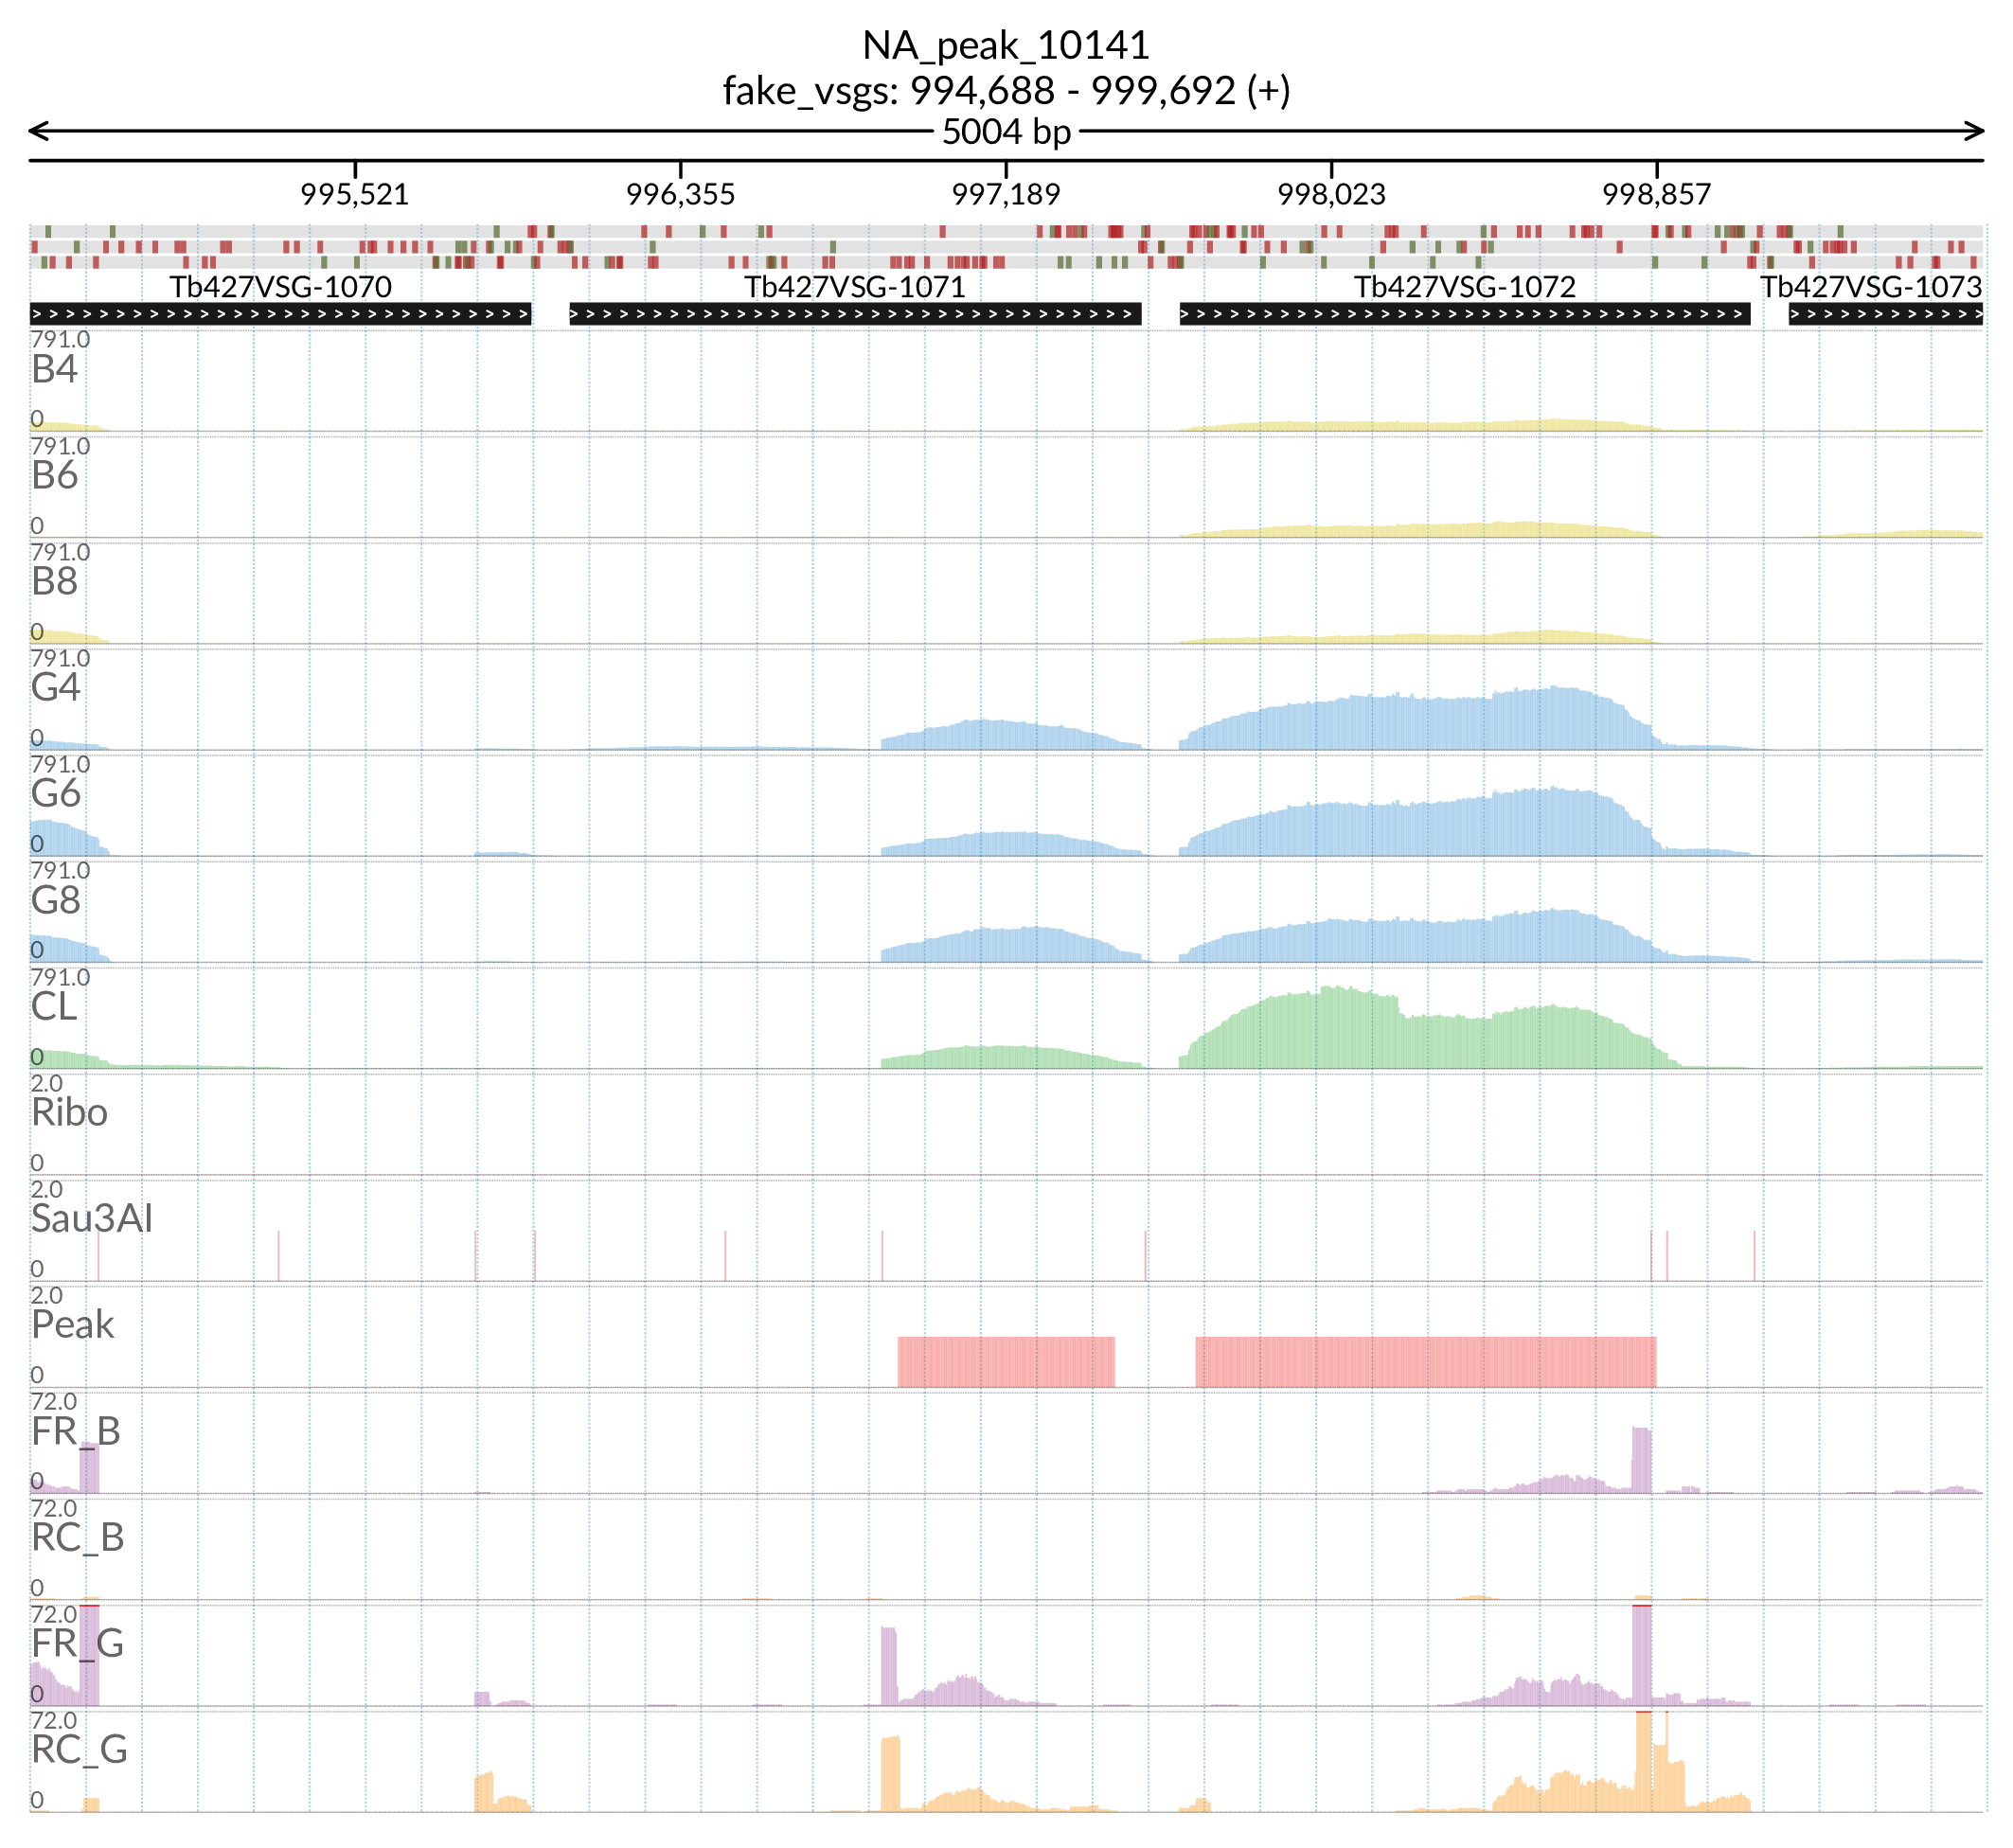 NA_peak_10141
fake_vsgs: 994,688 - 999,692 (+)
5004 bp
995,521 996,355 997,189 998,023 998,857
Tb427VSG-1070 Tb427VSG-1071 Tb427VSG-1072 Tb427VSG-1073
791.0
B4
0
791.0
B6
0
791.0
B8
0
791.0
G4
0
791.0
G6
0
791.0
G8
0
791.0
CL
0
2.0
Ribo
0
2.0
Sau3AI
0
2.0
Peak
0
72.0
FR_B
0
72.0
RC_B
0
72.0
FR_G
0
72.0
RC_G
0